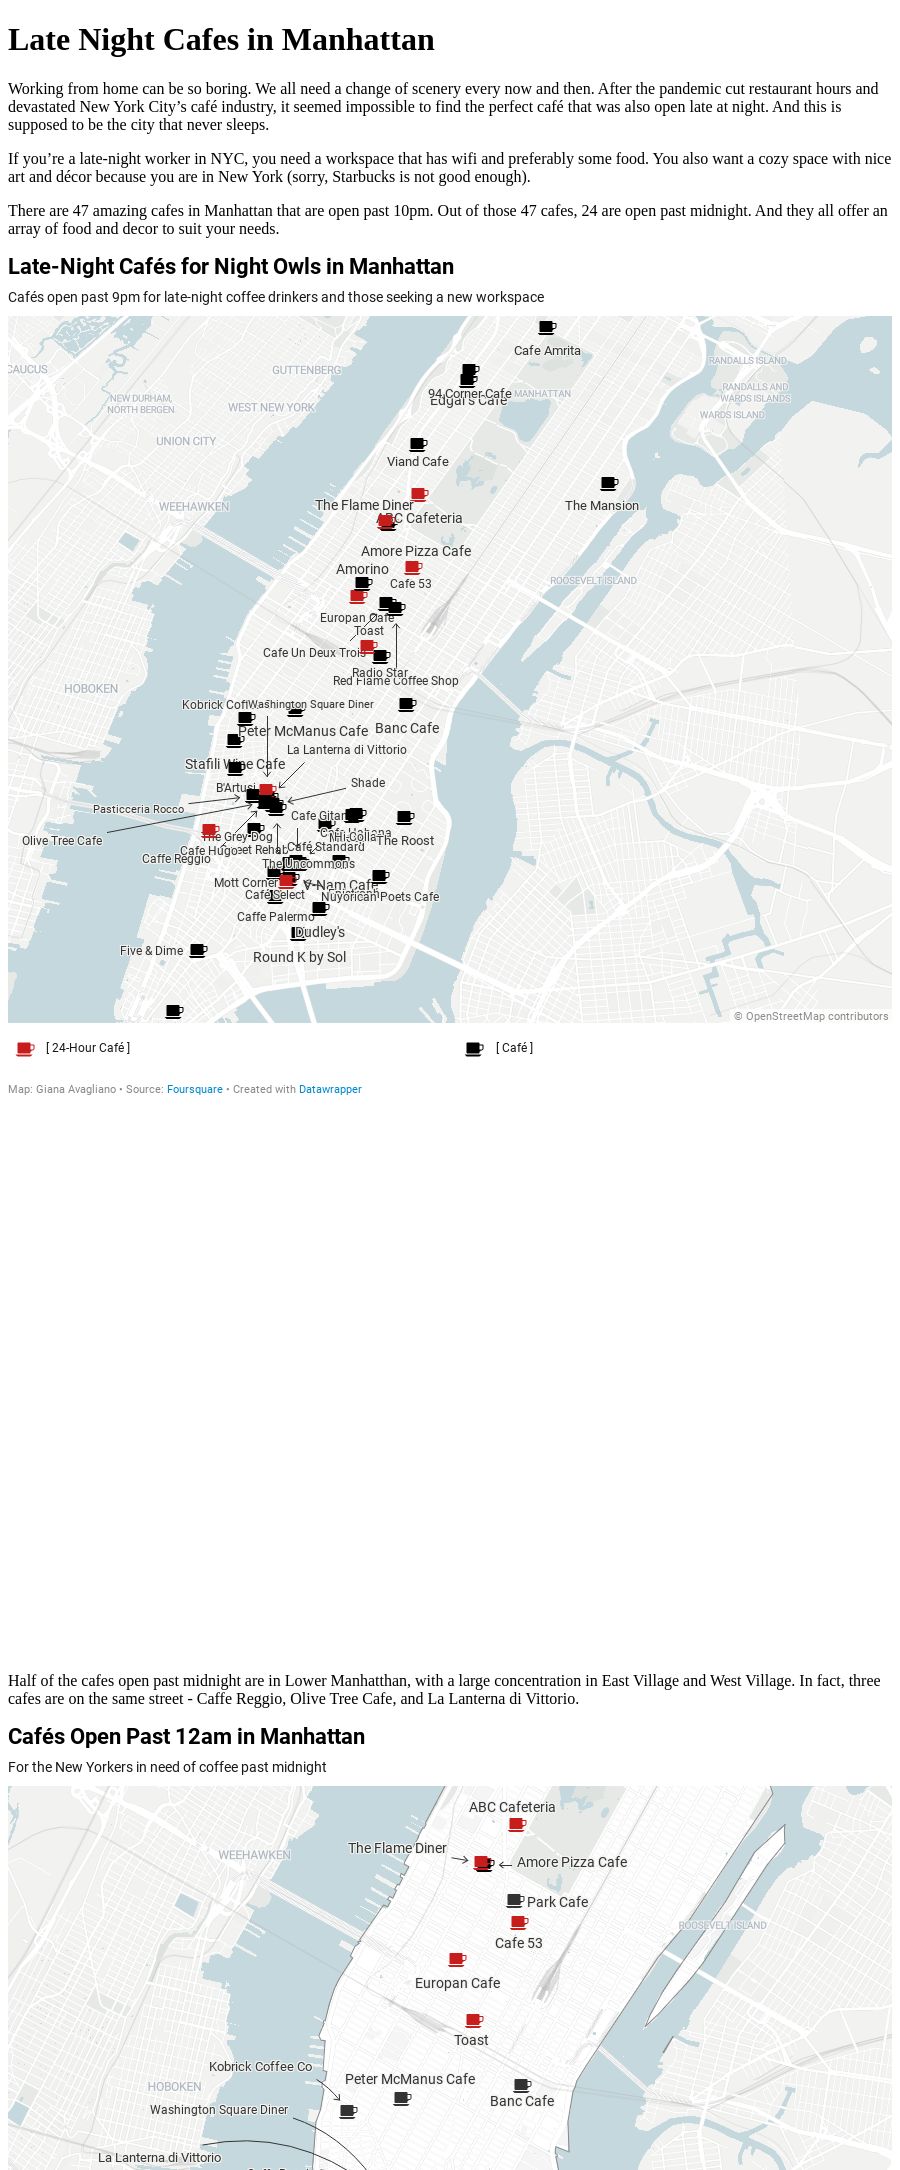 Late Night Cafes in Manhattan
Working from home can be so boring. We all need a change of scenery every now and then. After the pandemic cut restaurant hours and
devastated New York City’s café industry, it seemed impossible to find the perfect café that was also open late at night. And this is
supposed to be the city that never sleeps.
If you’re a late-night worker in NYC, you need a workspace that has wifi and preferably some food. You also want a cozy space with nice
art and décor because you are in New York (sorry, Starbucks is not good enough).
There are 47 amazing cafes in Manhattan that are open past 10pm. Out of those 47 cafes, 24 are open past midnight. And they all offer an
array of food and decor to suit your needs.
Late-Night Cafés for Night Owls in Manhattan
Cafés open past 9pm for late-night coffee drinkers and those seeking a new workspace
Cafe Amrita
CAUCUS
GUTTENBERG
RANDALLS ISLAND
RANDALLS AND
WARDS ISLANDS
NEW DURHAM,
NORTH BERGEN
94 Corner Cafe
MANHATTAN
Edgar's Cafe
WEST NEW YORK
WARDS ISLAND
UNION CITY
Viand Cafe
WEEHAWKEN
The Flame Diner
The Mansion
ABC Cafeteria
Amore Pizza Cafe
Amorino
Cafe 53
ROOSEVELT ISLAND
Europan Cafe
Toast
Cafe Un Deux Trois
Radio Star
Red Flame Coffee Shop
HOBOKEN
Kobrick Cof
Washington Square Diner
Peter McManus Cafe
Banc Cafe
La Lanterna di Vittorio
Stafili Wine Cafe
B'Artusi
Shade
Pasticceria Rocco
Cafe Gitan
Cafe Habana
Olive Tree Cafe
The Grey Dog
The Roost
Cafe Hugo
Café Standard
Caffe Reggio
The Uncommons
Mott Corner
V-Nam Cafe
Café Select
Nuyorican Poets Cafe
Caffe Palermo
Dudley's
Five & Dime
Round K by Sol
© OpenStreetMap contributors
[ 24-Hour Café ]
[ Café ]
Map: Giana Avagliano • Source: Foursquare • Created with Datawrapper
Half of the cafes open past midnight are in Lower Manhatthan, with a large concentration in East Village and West Village. In fact, three
cafes are on the same street - Caffe Reggio, Olive Tree Cafe, and La Lanterna di Vittorio.
Cafés Open Past 12am in Manhattan
For the New Yorkers in need of coffee past midnight
ABC Cafeteria
The Flame Diner
WEEHAWKEN
Amore Pizza Cafe
Park Cafe
ROOSEVELT ISLAND
Cafe 53
Europan Cafe
Toast
Kobrick Coffee Co
Peter McManus Cafe
HOBOKEN
Banc Cafe
Washington Square Diner
La Lanterna di Vittorio